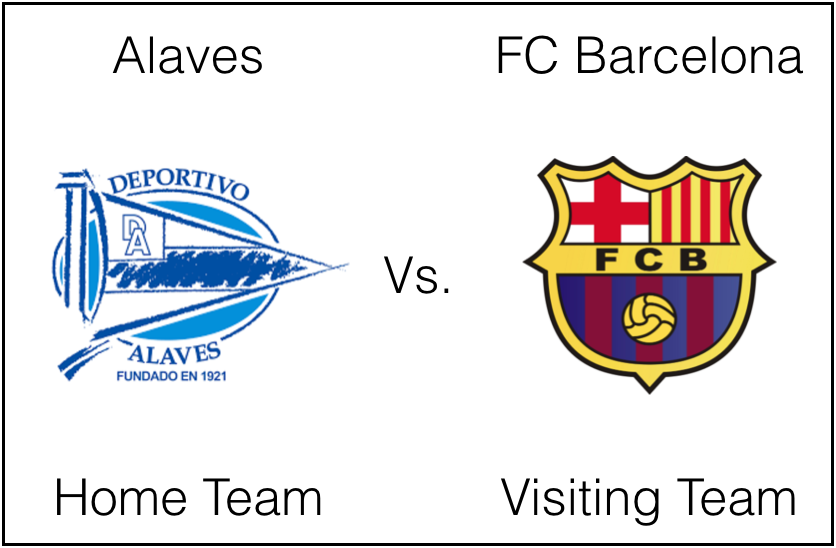 Alaves
FC Barcelona
DEPORTIVO
DA
ALAVES
FUNDADO EN 1921
Vs.
FCB
Home Team
Visiting Team